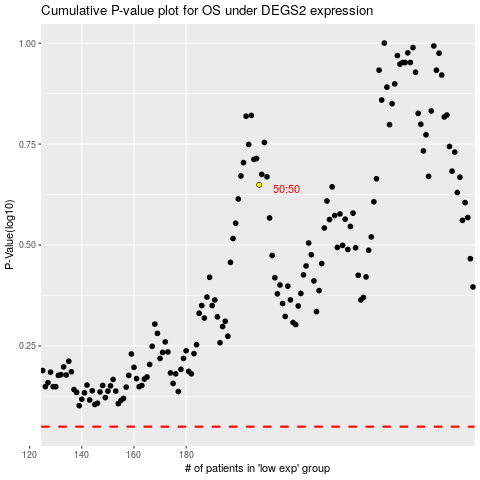 Cumulative P-value plot for OS under DEGS2 expression
P-Value(log10)
1.00
0.75
0.50
0.25
50:50
120 140 160 180
# of patients in 'low exp' group